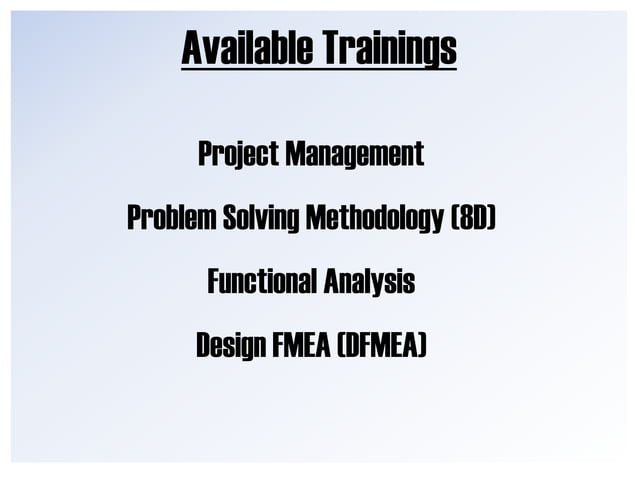 Available Trainings
Project Management
Problem Solving Methodology (8D)
Functional Analysis
Design FMEA (DFMEA)